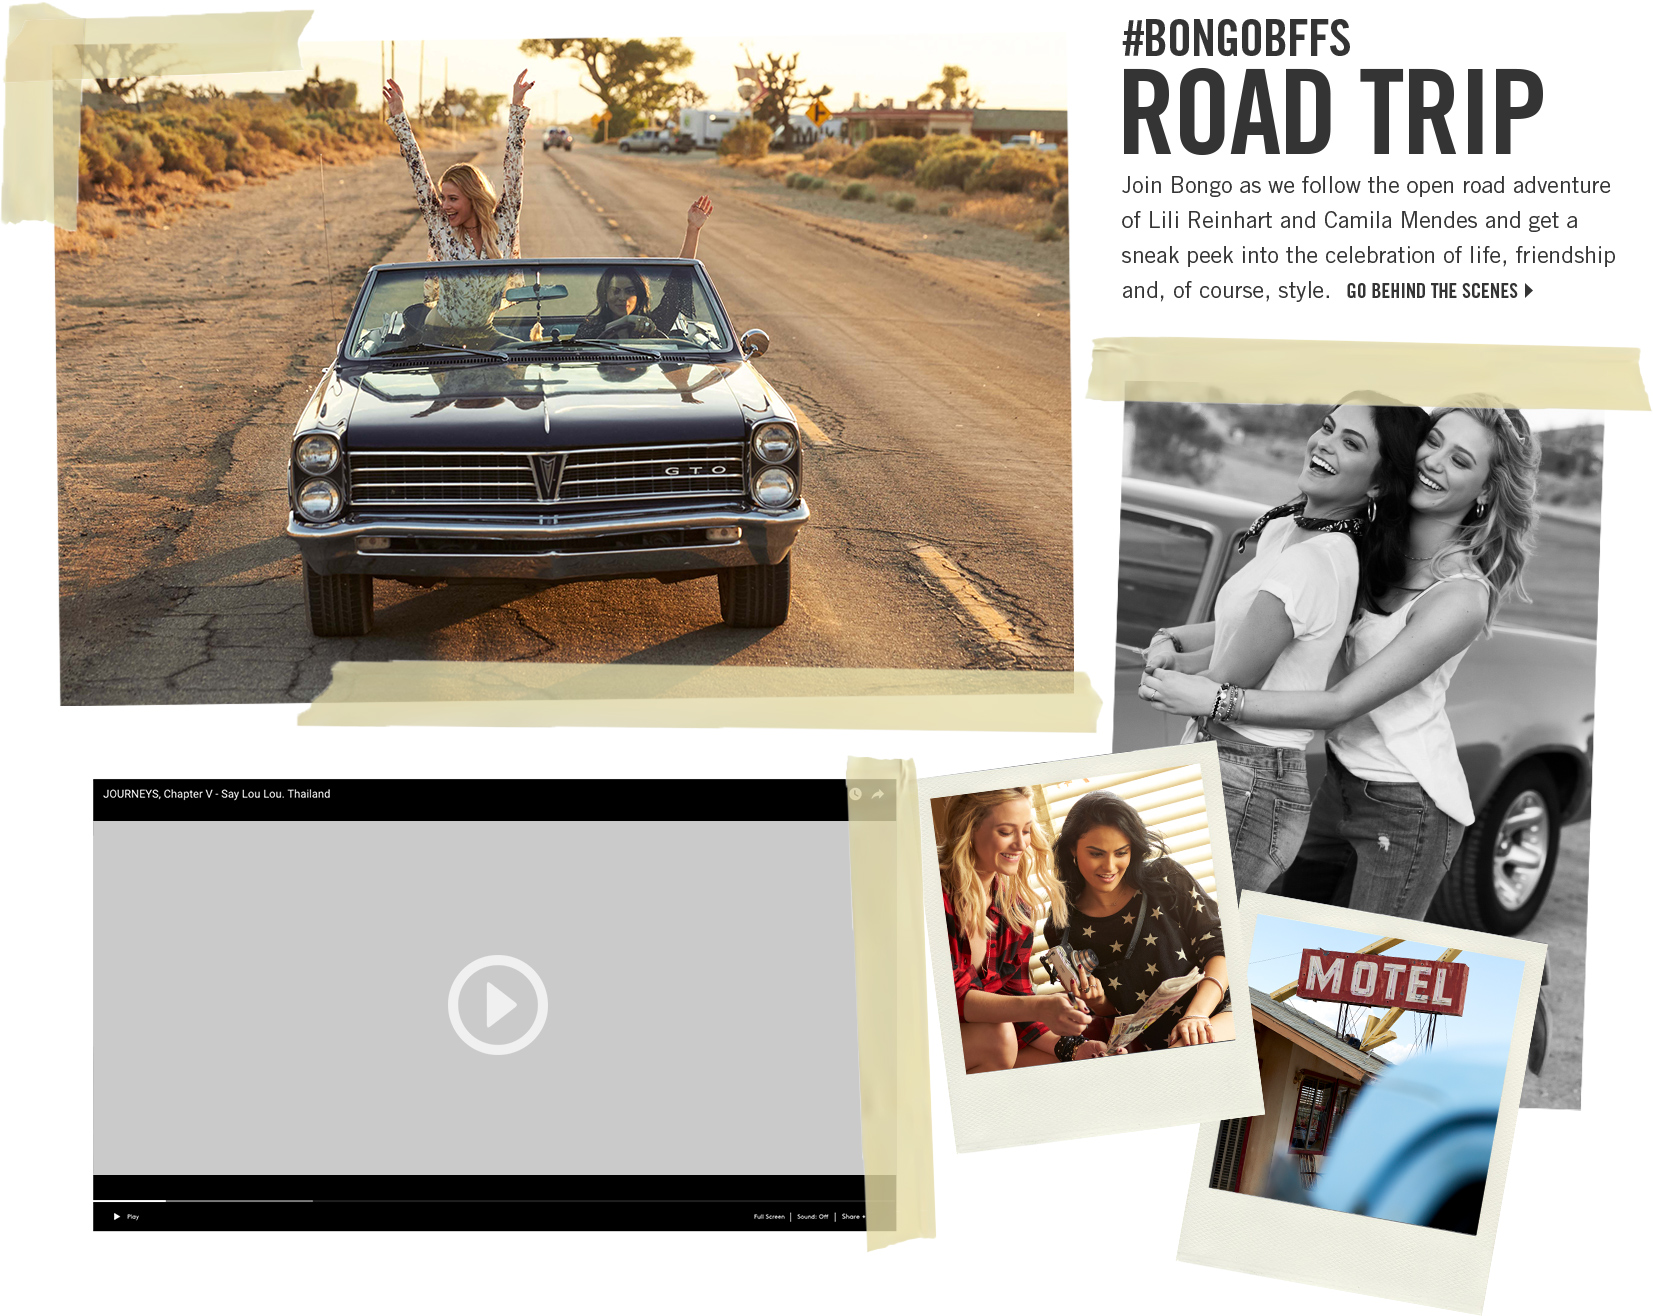 #BONGOBFFS
ROAD TRIP
Join Bongo as we follow the open road adventure
of Lili Reinhart and Camila Mendes and get a
sneak peek into the celebration of life, friendship
and, of course, style. GO BEHIND THE SCENES
GTO
JOURNEYS, Chapter V - Say Lou Lou. Thailand
MOTEL
Play
Full Screen | Sound: Off | Share +